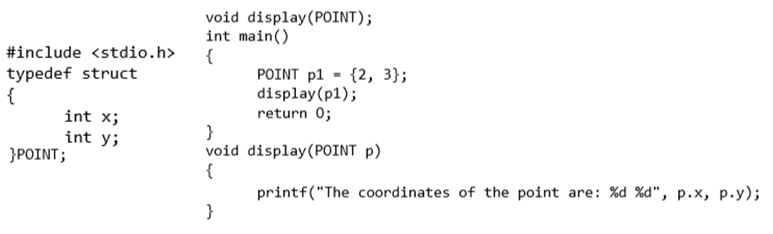 #include <stdio.h>
typedef struct
{
int x;
int y;
}POINT;
void display(POINT);
int main()
{
POINT p1 = {2, 3};
display(p1);
return 0;
}
void display(POINT p)
{
printf("The coordinates of the point are: %d %d", p.x, p.y);
}